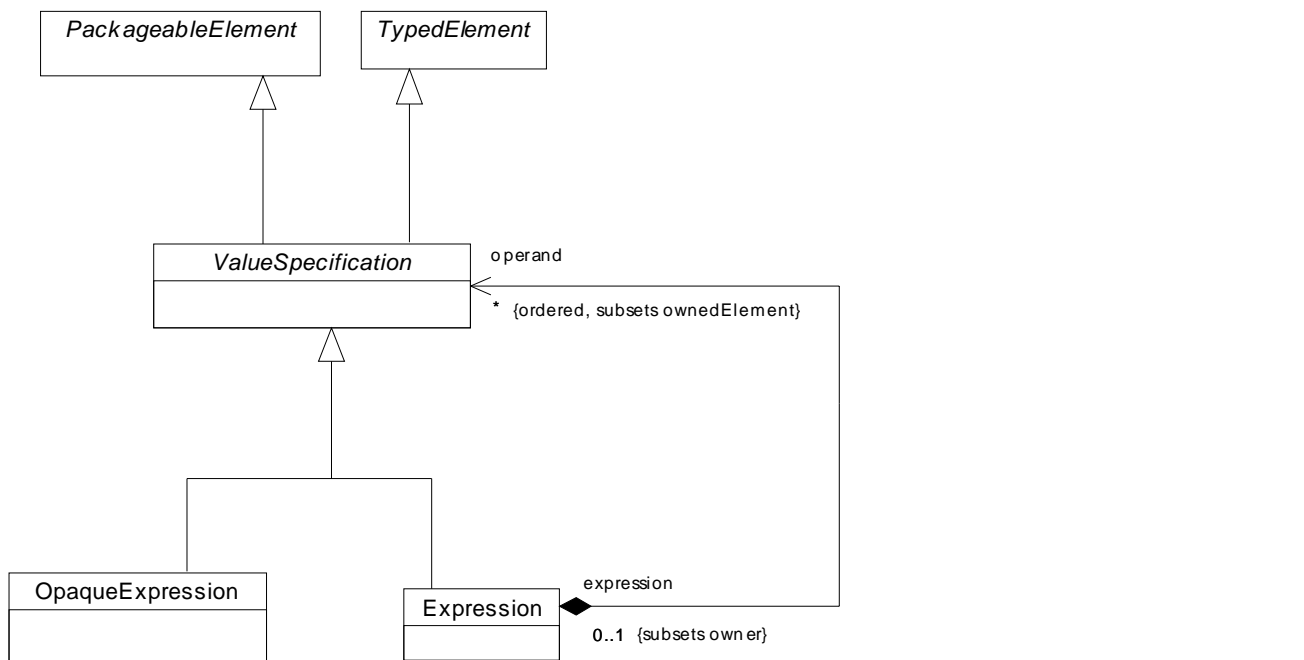 PackageableElement
TypedElement
ValueSpecification
operand
* {ordered, subsets ownedElement}
OpaqueExpression
Expression
expression
0..1 {subsets owner}